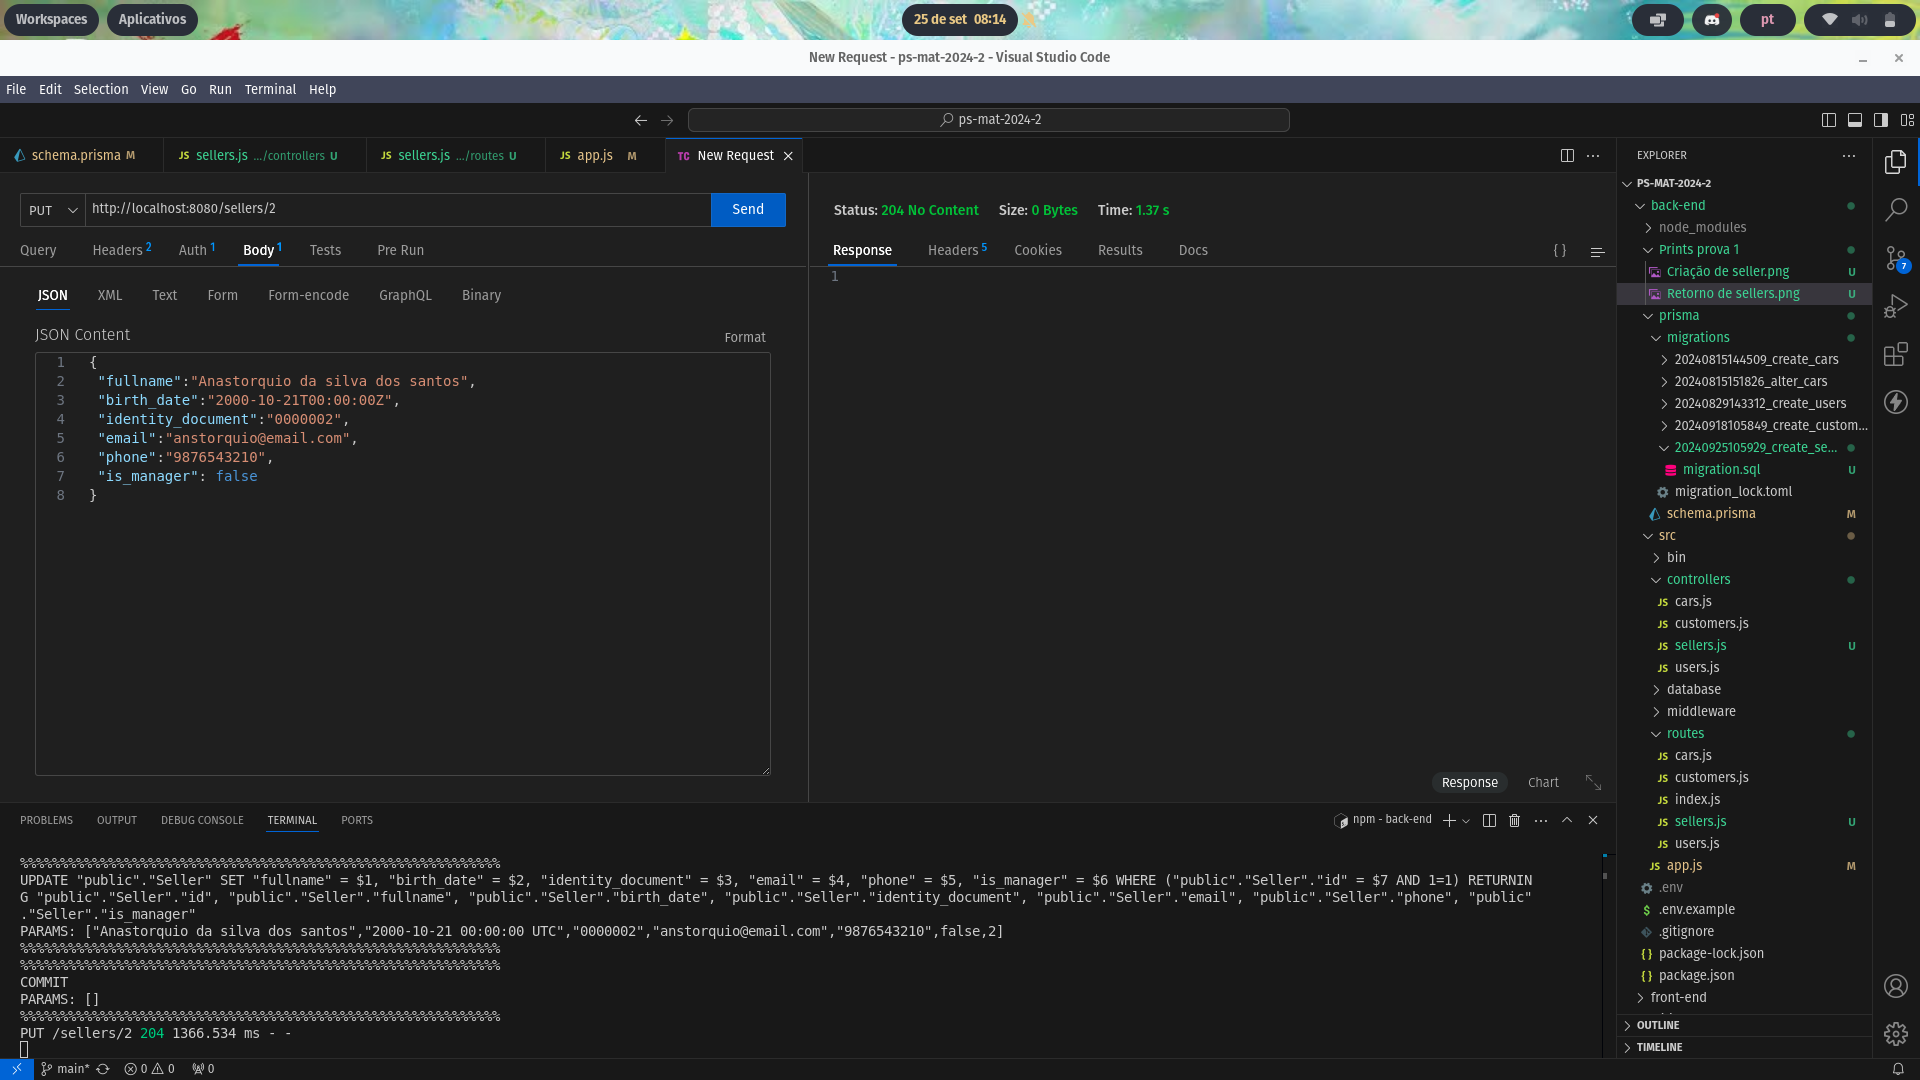 Workspaces
Aplicativos
25 de set 08:14
pt
New Request - ps-mat-2024-2 - Visual Studio Code
File Edit Selection View Go Run Terminal Help
ps-mat-2024-2
schema.prisma M
JS sellers.js .../controllers U
JS sellers.js .../routes U
JS app.js M
TC New Request
PUT
http://localhost:8080/sellers/2
Send
Query
Headers 2
Auth 1
Body 1
Tests
Pre Run
JSON
XML
Text
Form
Form-encode
GraphQL
Binary
JSON Content
Format
1 {
2 "fullname":"Anastorquio da silva dos santos",
3 "birth_date":"2000-10-21T00:00:00Z",
4 "identity_document":"0000002",
5 "email":"anstorquio@email.com",
6 "phone":"9876543210",
7 "is_manager": false
8 }
Status: 204 No Content Size: 0 Bytes Time: 1.37 s
Response
Headers 5
Cookies
Results
Docs
{ }
1
Response
Chart
PROBLEMS
OUTPUT
DEBUG CONSOLE
TERMINAL
PORTS
npm - back-end
%%%%%%%%%%%%%%%%%%%%%%%%%%%%%%%%%%%%%%%%%%%%%%%%%%%%%%%%%%%%
UPDATE "public"."Seller" SET "fullname" = $1, "birth_date" = $2, "identity_document" = $3, "email" = $4, "phone" = $5, "is_manager" = $6 WHERE ("public"."Seller"."id" = $7 AND 1=1) RETURNIN
G "public"."Seller"."id", "public"."Seller"."fullname", "public"."Seller"."birth_date", "public"."Seller"."identity_document", "public"."Seller"."email", "public"."Seller"."phone", "public"
."Seller"."is_manager"
PARAMS: ["Anastorquio da silva dos santos","2000-10-21 00:00:00 UTC","0000002","anstorquio@email.com","9876543210",false,2]
%%%%%%%%%%%%%%%%%%%%%%%%%%%%%%%%%%%%%%%%%%%%%%%%%%%%%%%%%%%%
%%%%%%%%%%%%%%%%%%%%%%%%%%%%%%%%%%%%%%%%%%%%%%%%%%%%%%%%%%%%
COMMIT
PARAMS: []
%%%%%%%%%%%%%%%%%%%%%%%%%%%%%%%%%%%%%%%%%%%%%%%%%%%%%%%%%%%%
PUT /sellers/2 204 1366.534 ms - -
EXPLORER
PS-MAT-2024-2
back-end
node_modules
Prints prova 1
Criação de seller.png U
Retorno de sellers.png U
prisma
migrations
20240815144509_create_cars
20240815151826_alter_cars
20240829143312_create_users
20240918105849_create_custom...
20240925105929_create_se...
migration.sql U
migration_lock.toml
schema.prisma M
src
bin
controllers
JS cars.js
JS customers.js
JS sellers.js U
JS users.js
database
middleware
routes
JS cars.js
JS customers.js
JS index.js
JS sellers.js U
JS users.js
JS app.js M
.env
$ .env.example
.gitignore
{} package-lock.json
{} package.json
front-end
OUTLINE
TIMELINE
7
main*
0 0
0